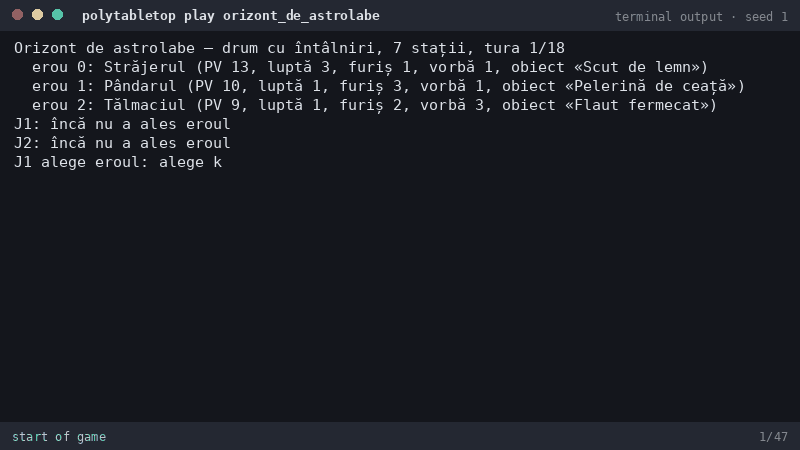 polytabletop play orizont_de_astrolabe
terminal output · seed 1
Orizont de astrolabe — drum cu întâlniri, 7 stații, tura 1/18
erou 0: Străjerul (PV 13, luptă 3, furiș 1, vorbă 1, obiect «Scut de lemn»)
erou 1: Pândarul (PV 10, luptă 1, furiș 3, vorbă 1, obiect «Pelerină de ceață»)
erou 2: Tălmaciul (PV 9, luptă 1, furiș 2, vorbă 3, obiect «Flaut fermecat»)
J1: încă nu a ales eroul
J2: încă nu a ales eroul
J1 alege eroul: alege k
start of game
1/47